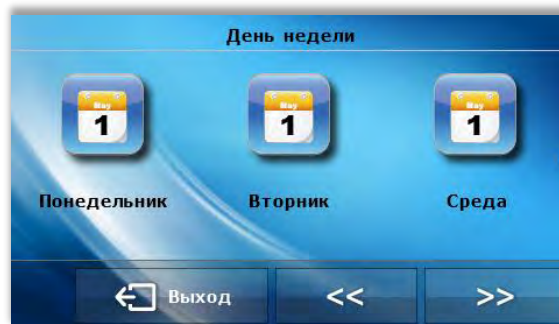 День недели
May May May
1 1 1
Понедельник Вторник Среда
Выход << >>